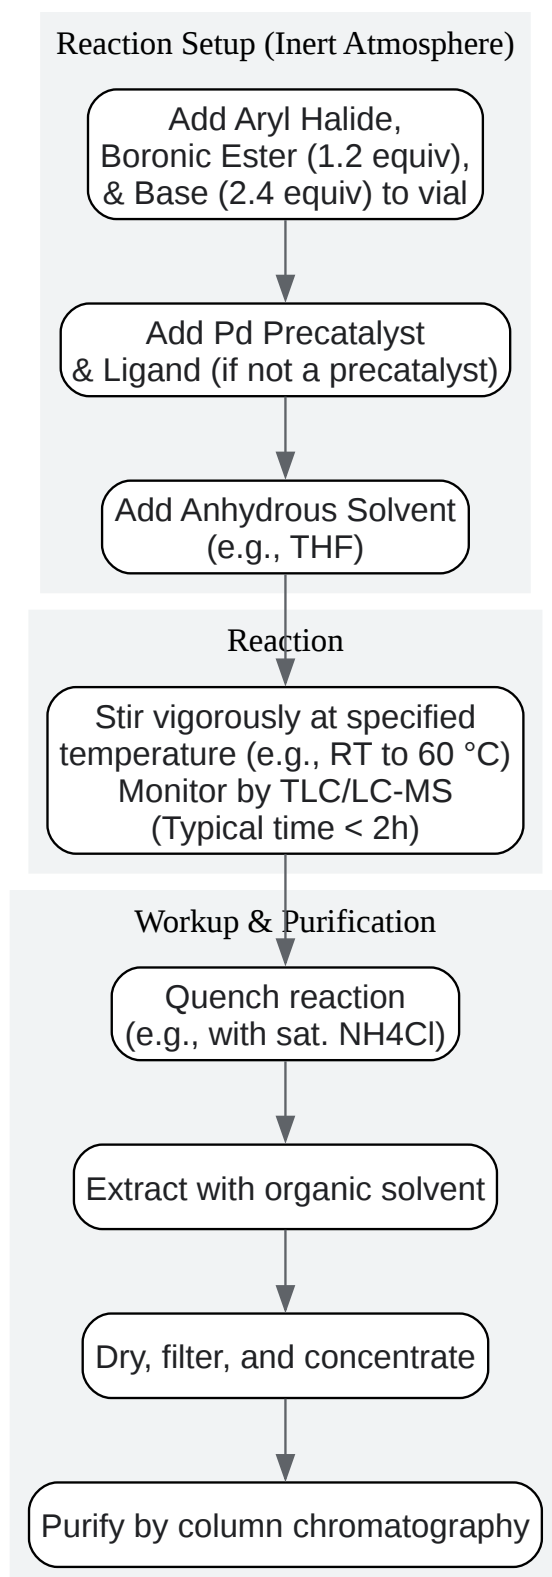 Reaction Setup (Inert Atmosphere)
Add Aryl Halide,
Boronic Ester (1.2 equiv),
& Base (2.4 equiv) to vial
Add Pd Precatalyst
& Ligand (if not a precatalyst)
Add Anhydrous Solvent
(e.g., THF)
Reaction
Stir vigorously at specified
temperature (e.g., RT to 60 °C)
Monitor by TLC/LC-MS
(Typical time < 2h)
Workup & Purification
Quench reaction
(e.g., with sat. NH4Cl)
Extract with organic solvent
Dry, filter, and concentrate
Purify by column chromatography